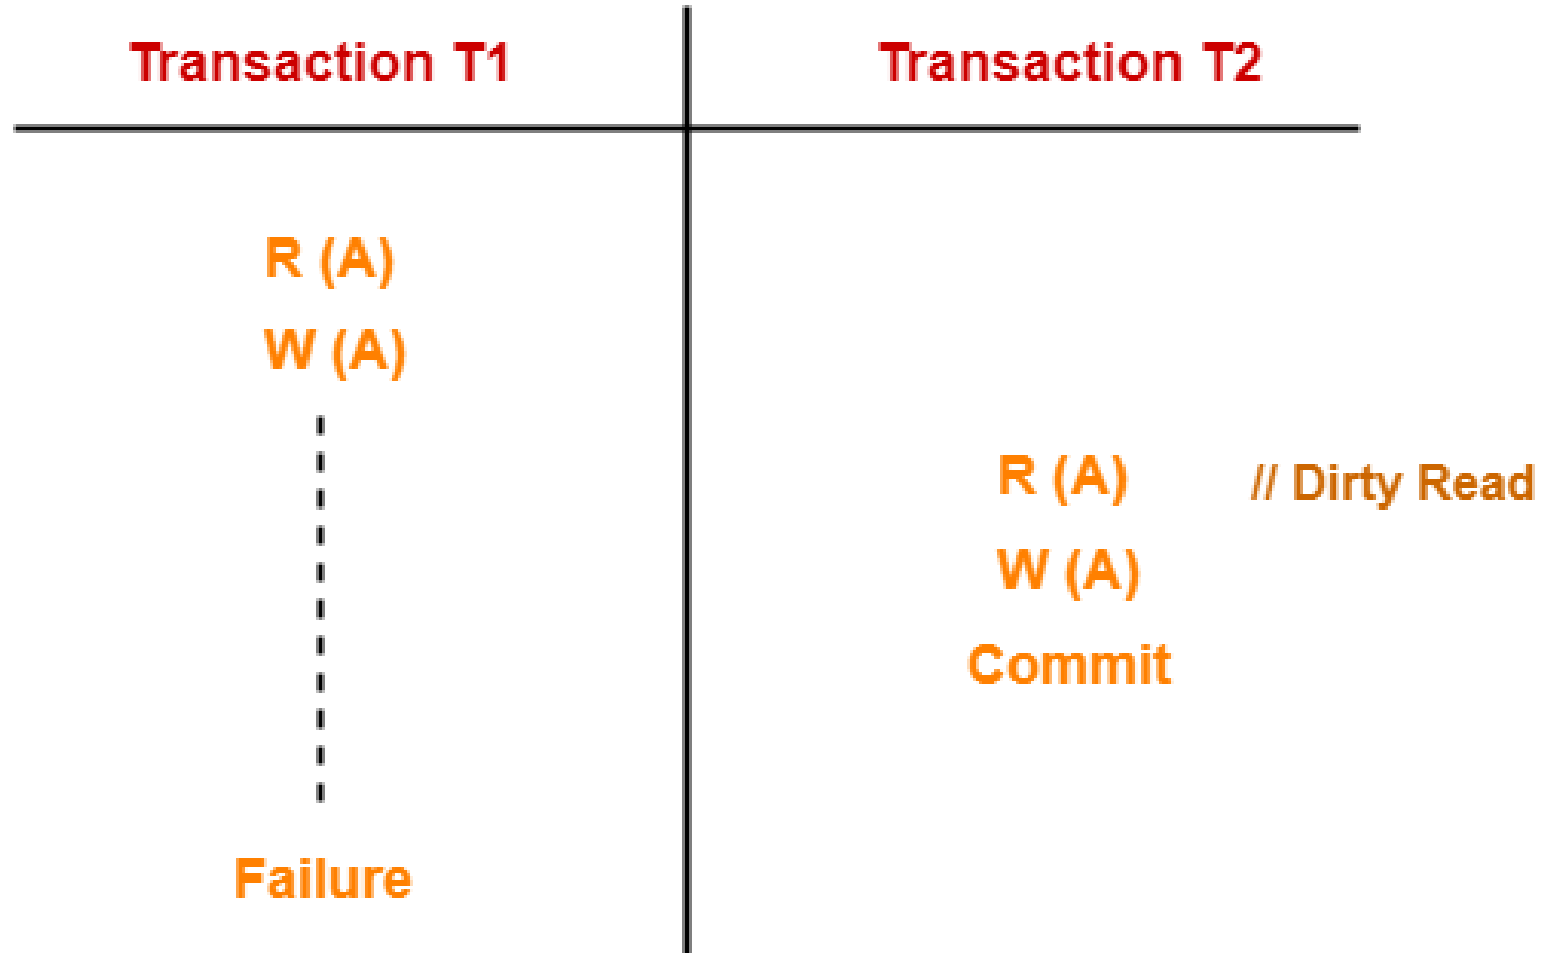 Transaction T1
Transaction T2
R (A)
W (A)
R (A) // Dirty Read
W (A)
Commit
Failure